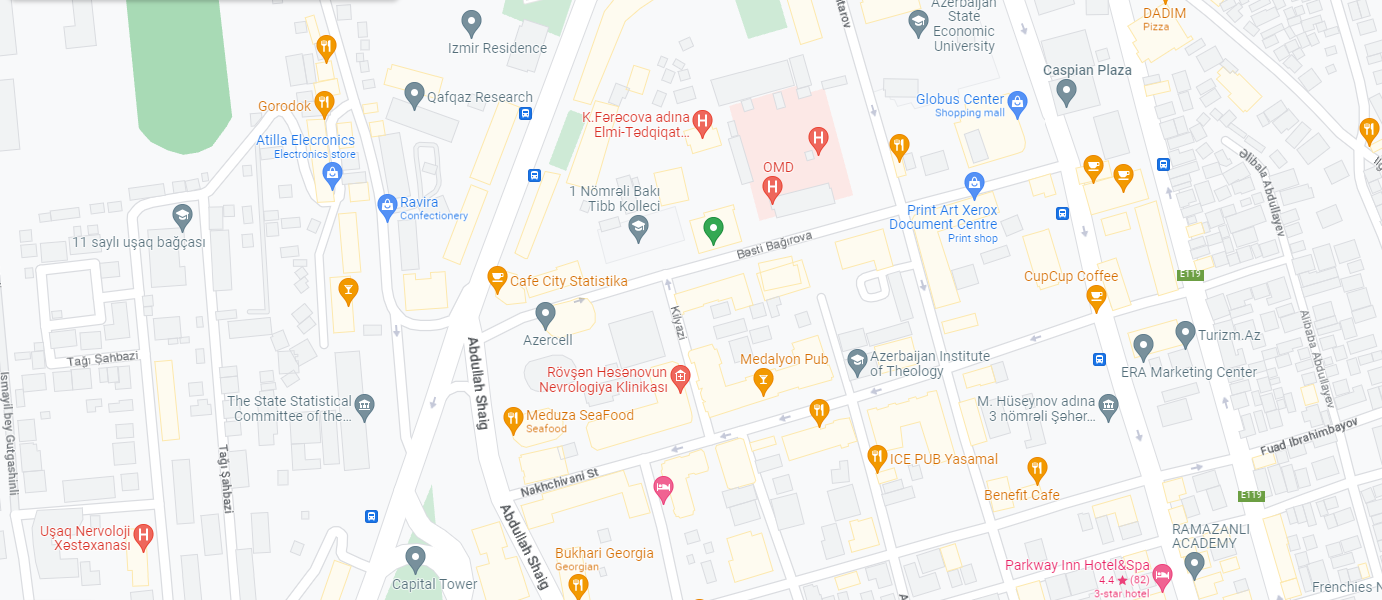 Azerbaijan
State
Economic
University
DADIM
Pizza
Izmir Residence
Caspian Plaza
Qafqaz Research
Globus Center
Shopping mall
Gorodok
K.Fərəcova adına
Elmi-Tədqiqat...
Atilla Elecronics
Electronics store
OMD
Əlibala Abdullayev
1 Nömrəli Bakı
Tibb Kolleci
Ravira
Confectionery
Print Art Xerox
Document Centre
Print shop
11 saylı uşaq bağçası
Bəsti Bağırova
E119
CupCup Coffee
Cafe City Statistika
Kilyazi
Azercell
Turizm.Az
Alibaba Abdullayev
Abdullah Shaig
Tağı Şahbazi
Medalyon Pub
Azerbaijan Institute
of Theology
ERA Marketing Center
Rövşən Həsənovun
Nevrologiya Klinikası
Ismayil bəy Gutgashinli
The State Statistical
Committee of the...
M. Hüseynov adına
3 nömrəli Şəhər...
Meduza SeaFood
Seafood
Fuad Ibrahimbayov
ICE PUB Yasamal
Tağı Şahbazi
Nakhchivani St
Benefit Cafe
E119
Abdullah Shaig
Uşaq Nervoloji
Xəstəxanası
RAMAZANLI
ACADEMY
Bukhari Georgia
Georgian
Parkway Inn Hotel&Spa
4.4 ★ (82)
3-star hotel
Capital Tower
Frenchies